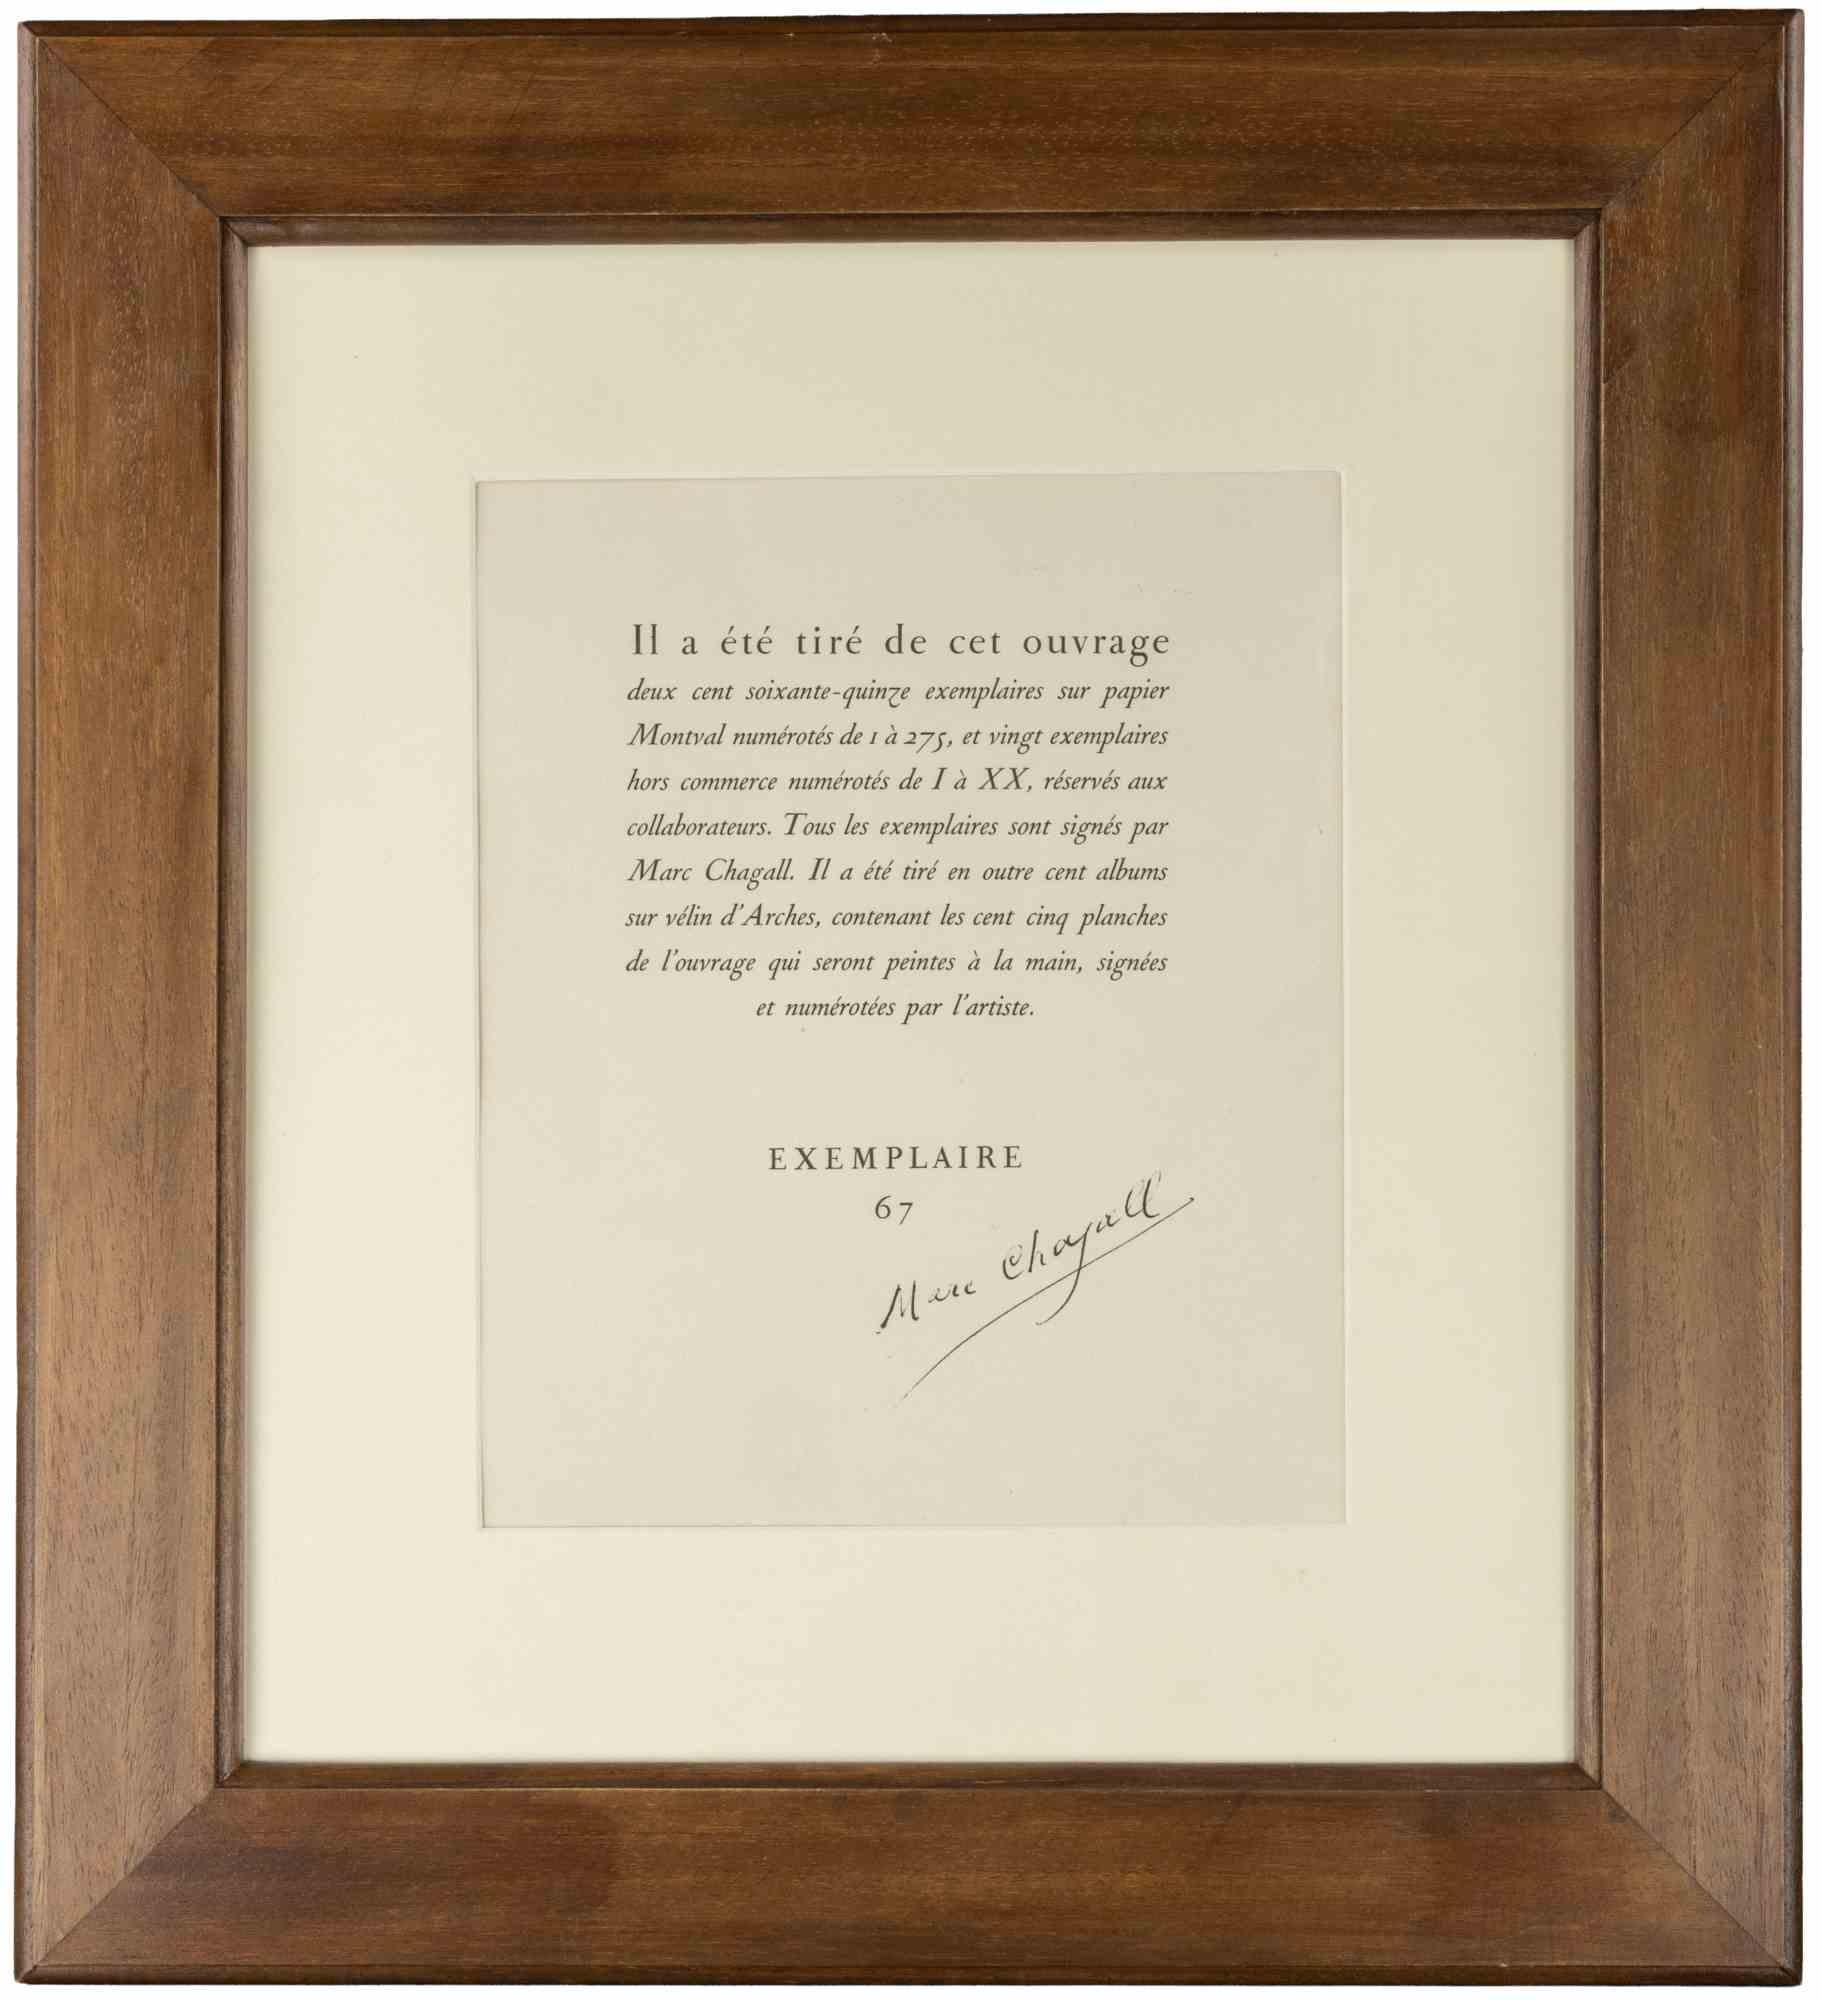 Il a été tiré de cet ouvrage
deux cent soixante-quinze exemplaires sur papier
Montval numérotés de 1 à 275, et vingt exemplaires
hors commerce numérotés de I à XX, réservés aux
collaborateurs. Tous les exemplaires sont signés par
Marc Chagall. Il a été tiré en outre cent albums
sur vélin d'Arches, contenant les cent cinq planches
de l'ouvrage qui seront peintes à la main, signées
et numérotées par l'artiste.
EXEMPLAIRE
67
Marc Chagall